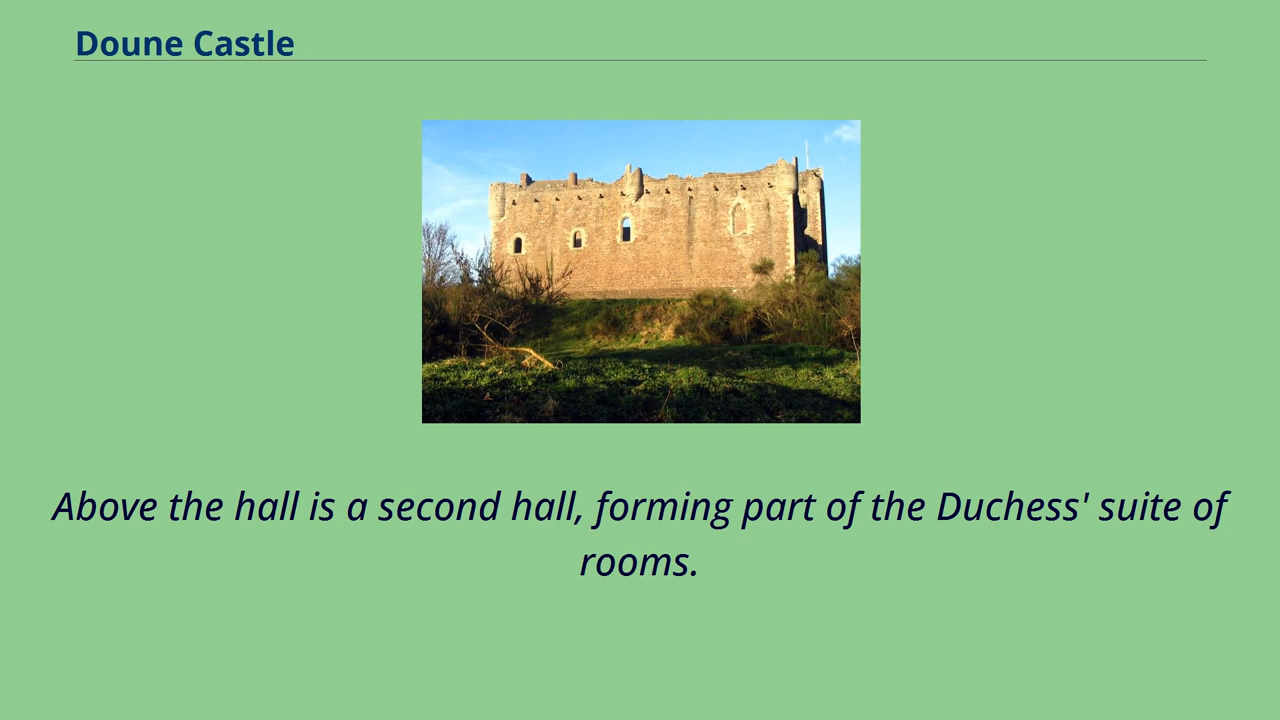 Doune Castle
Above the hall is a second hall, forming part of the Duchess' suite of
rooms.